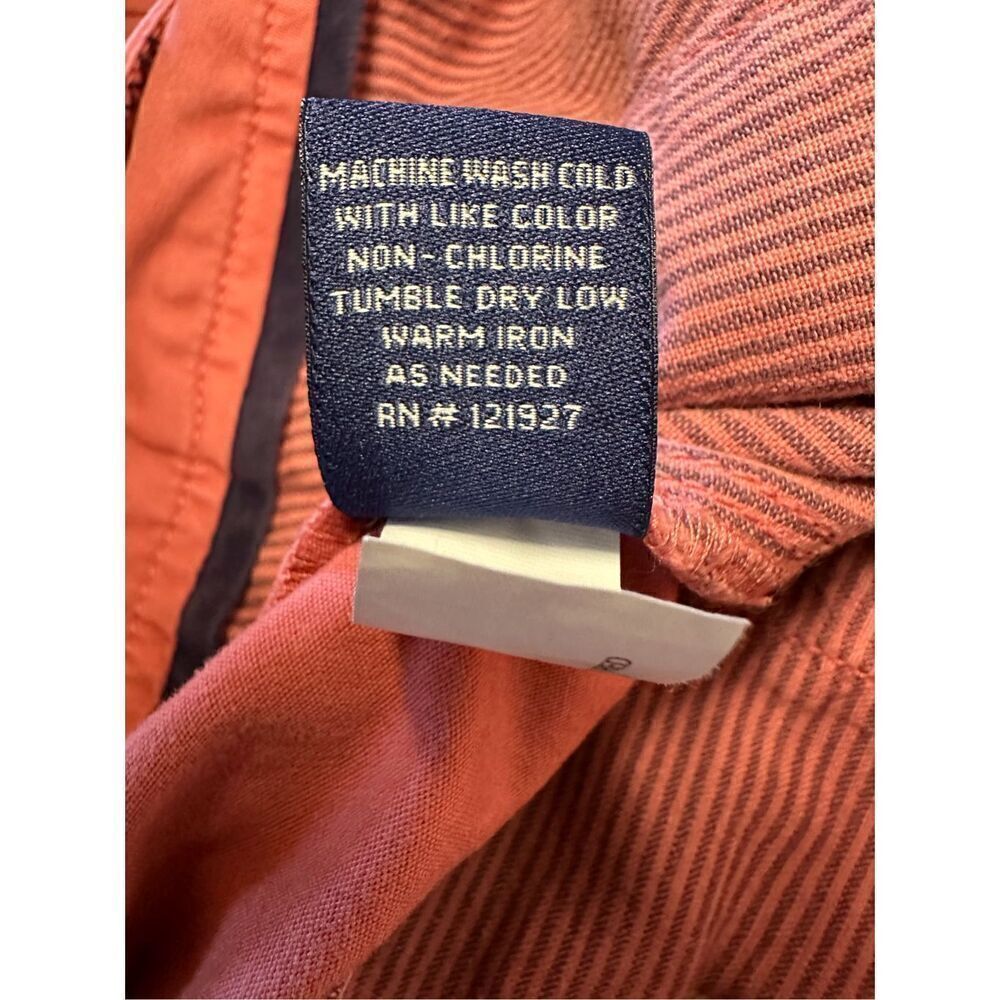 MACHINE WASH COLD
WITH LIKE COLOR
NON-CHLORINE
TUMBLE DRY LOW
WARM IRON
AS NEEDED
RN # 121927